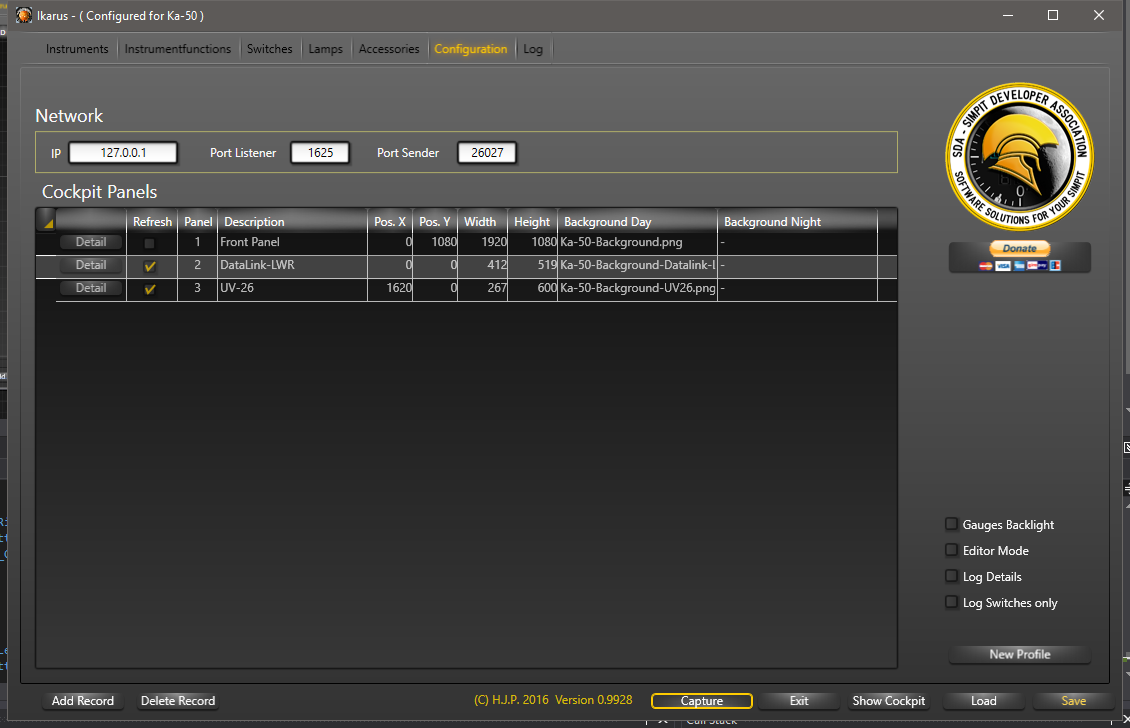 Ikarus - ( Configured for Ka-50 )
Instruments Instrumentfunctions Switches Lamps Accessories Configuration Log
Network
IP 127.0.0.1 Port Listener 1625 Port Sender 26027
Cockpit Panels
Refresh Panel Description Pos. X Pos. Y Width Height Background Day Background Night
Detail 1 Front Panel 0 1080 1920 1080 Ka-50-Background.png -
Detail 2 DataLink-LWR 0 0 412 519 Ka-50-Background-Datalink-l -
Detail 3 UV-26 1620 0 267 600 Ka-50-Background-UV26.png -
SDA - SIMPIT DEVELOPER ASSOCIATION
SOFTWARE SOLUTIONS FOR YOUR SIMPIT
0
Donate
VISA
Gauges Backlight
Editor Mode
Log Details
Log Switches only
New Profile
Add Record Delete Record (C) H.J.P. 2016 Version 0.9928 Capture Exit Show Cockpit Load Save
Call Stack